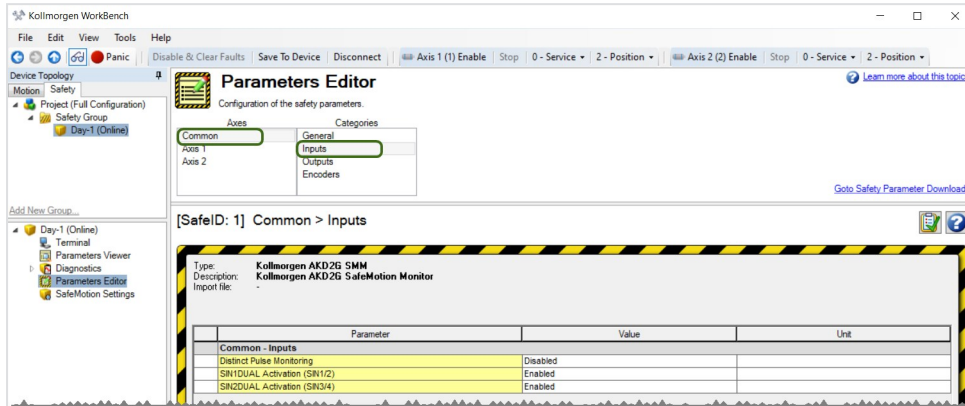 Kollmorgen WorkBench
File Edit View Tools Help
Panic Disable & Clear Faults Save To Device Disconnect Axis 1 (1) Enable Stop 0 - Service 2 - Position Axis 2 (2) Enable Stop 0 - Service 2 - Position
Device Topology
Motion Safety
Project (Full Configuration)
Safety Group
Day-1 (Online)
Add New Group...
Day-1 (Online)
Terminal
Parameters Viewer
Diagnostics
Parameters Editor
SafeMotion Settings
Parameters Editor
Learn more about this topic
Configuration of the safety parameters.
Axes Categories
Common General
Axis 1 Inputs
Axis 2 Outputs
Encoders
Goto Safety Parameter Download
[SafeID: 1] Common > Inputs
Type: Kollmorgen AKD2G SMM
Description: Kollmorgen AKD2G SafeMotion Monitor
Import file: -
Parameter Value Unit
Common - Inputs
Distinct Pulse Monitoring Disabled
SIN1DUAL Activation (SIN1/2) Enabled
SIN2DUAL Activation (SIN3/4) Enabled